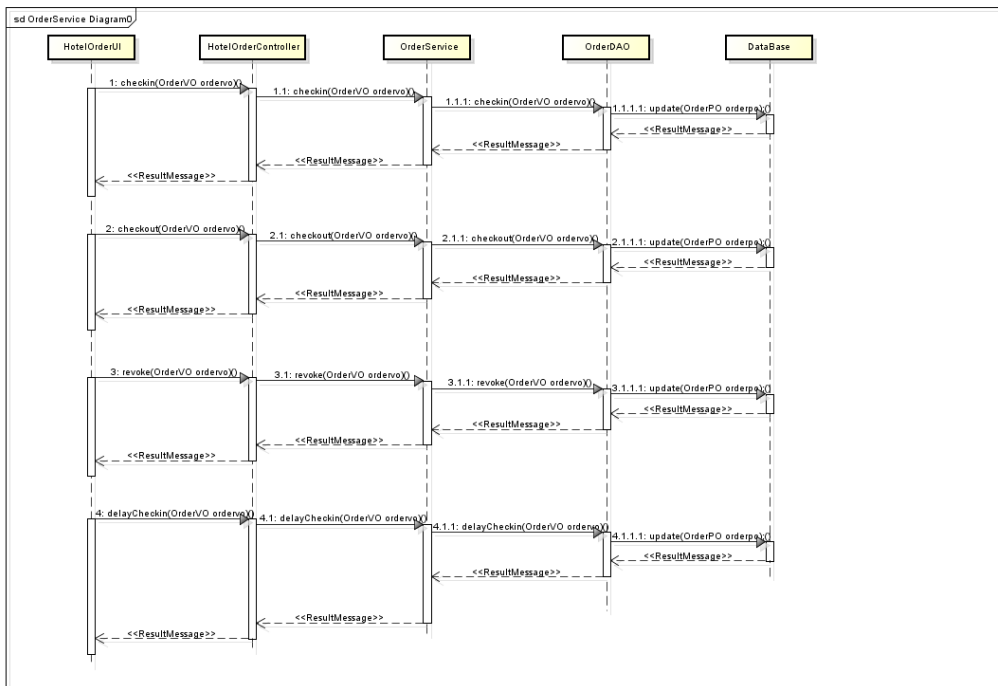 sd OrderService Diagram0
HotelOrderUI
HotelOrderController
OrderService
OrderDAO
DataBase
1: checkin(OrderVO ordervo)()
1.1: checkin(OrderVO ordervo)()
1.1.1: checkin(OrderVO ordervo)()
1.1.1.1: update(OrderPO orderpo);()
<<ResultMessage>>
<<ResultMessage>>
<<ResultMessage>>
<<ResultMessage>>
2: checkout(OrderVO ordervo)()
2.1: checkout(OrderVO ordervo)()
2.1.1: checkout(OrderVO ordervo)()
2.1.1.1: update(OrderPO orderpo);()
<<ResultMessage>>
<<ResultMessage>>
<<ResultMessage>>
<<ResultMessage>>
3: revoke(OrderVO ordervo)()
3.1: revoke(OrderVO ordervo)()
3.1.1: revoke(OrderVO ordervo)()
3.1.1.1: update(OrderPO orderpo);()
<<ResultMessage>>
<<ResultMessage>>
<<ResultMessage>>
<<ResultMessage>>
4: delayCheckin(OrderVO ordervo)()
4.1: delayCheckin(OrderVO ordervo)()
4.1.1: delayCheckin(OrderVO ordervo)()
4.1.1.1: update(OrderPO orderpo);()
<<ResultMessage>>
<<ResultMessage>>
<<ResultMessage>>
<<ResultMessage>>